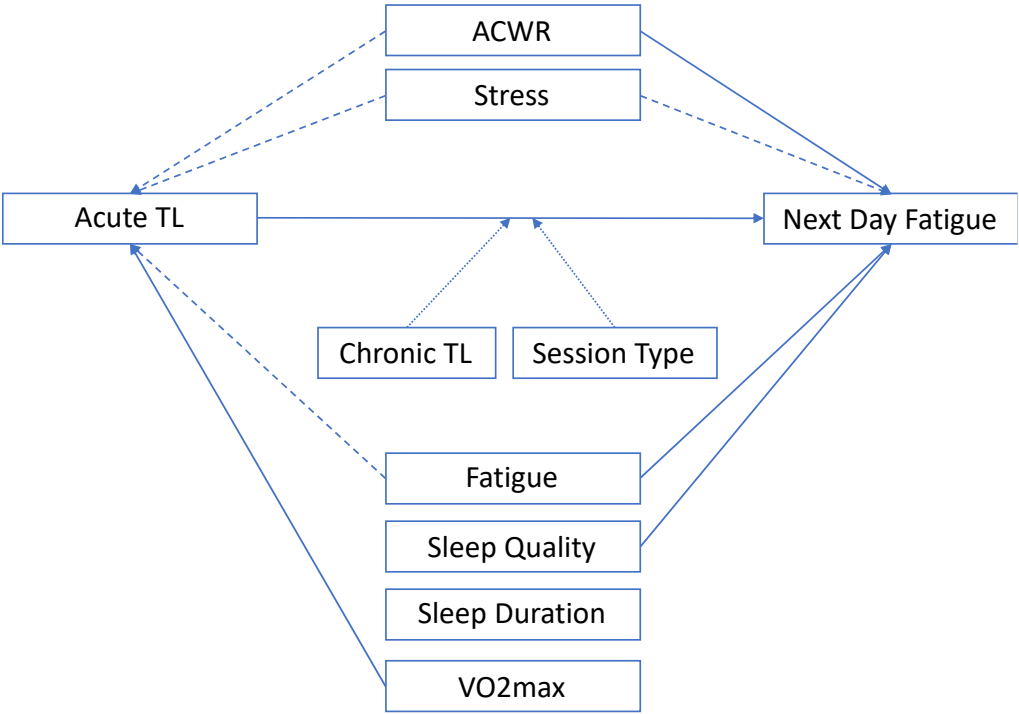 ACWR
Stress
Acute TL
Next Day Fatigue
Chronic TL
Session Type
Fatigue
Sleep Quality
Sleep Duration
VO2max